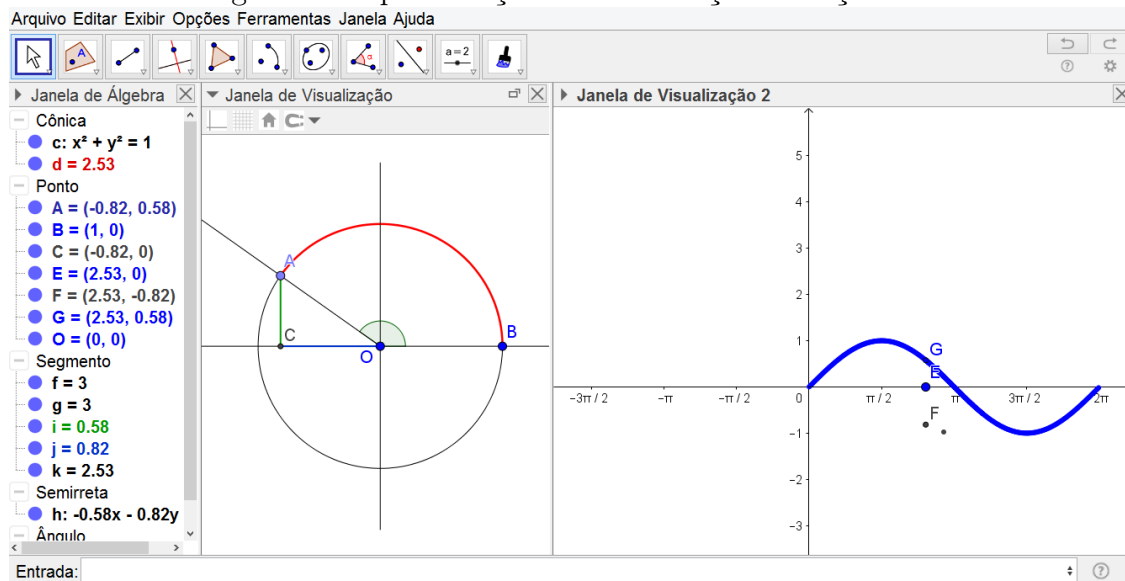 Arquivo Editar Exibir Opções Ferramentas Janela Ajuda
A
α
a=2
Janela de Álgebra
Cônica
c: x² + y² = 1
d = 2.53
Ponto
A = (-0.82, 0.58)
B = (1, 0)
C = (-0.82, 0)
E = (2.53, 0)
F = (2.53, -0.82)
G = (2.53, 0.58)
O = (0, 0)
Segmento
f = 3
g = 3
i = 0.58
j = 0.82
k = 2.53
Semirreta
h: -0.58x - 0.82y
Ângulo
Janela de Visualização
A
B
C
O
Janela de Visualização 2
5
4
3
2
1
G
E
-3π / 2
-π
-π / 2
0
π / 2
π
3π / 2
2π
F
-1
-2
-3
Entrada: